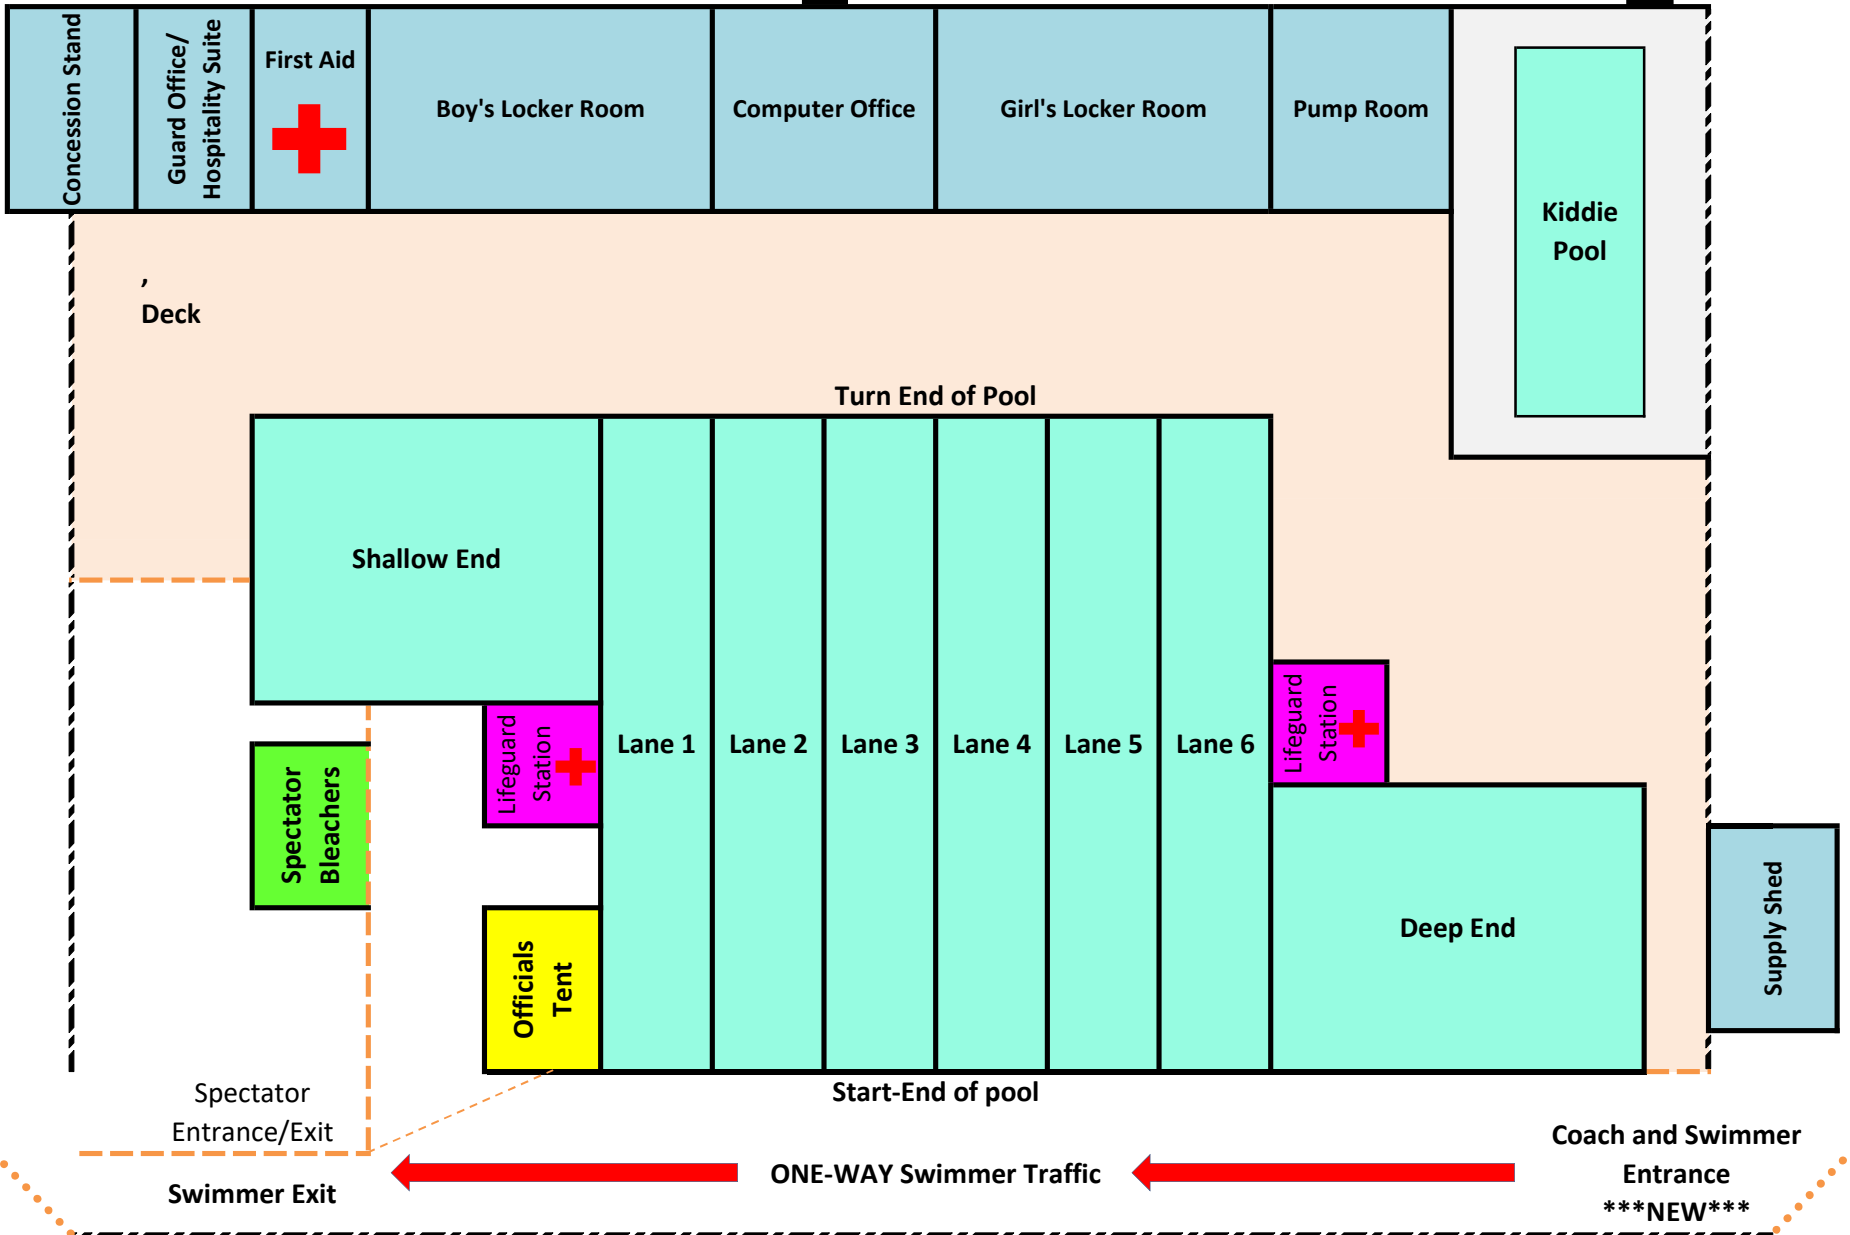 Concession Stand
Guard Office/
Hospitality Suite
First Aid
Boy's Locker Room
Computer Office
Girl's Locker Room
Pump Room
Kiddie
Pool
,
Deck
Turn End of Pool
Shallow End
Lifeguard
Station
Lane 1
Lane 2
Lane 3
Lane 4
Lane 5
Lane 6
Lifeguard
Station
Spectator
Bleachers
Officials
Tent
Deep End
Supply Shed
Spectator
Entrance/Exit
Start-End of pool
Coach and Swimmer
Entrance
***NEW***
ONE-WAY Swimmer Traffic
Swimmer Exit